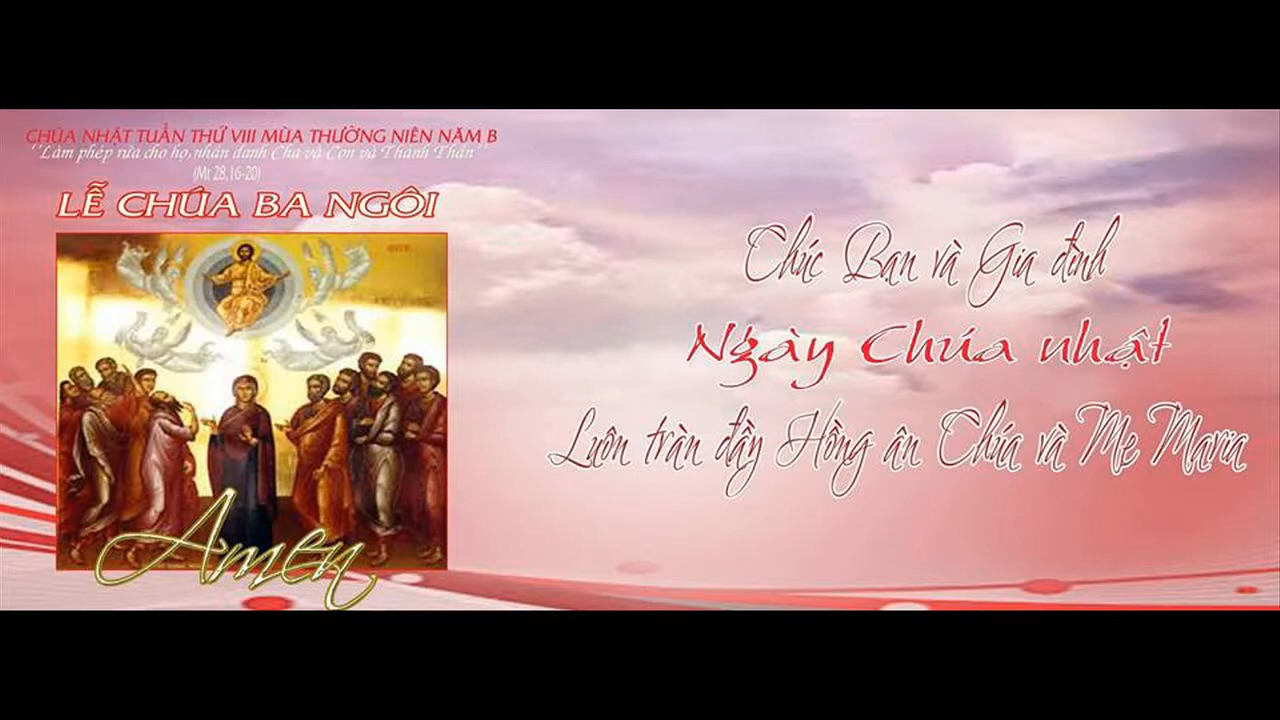 CHÚA NHẬT TUẦN THỨ VIII MÙA THƯỜNG NIÊN NĂM B
"Làm phép rửa cho họ, nhân danh Cha và Con và Thánh Thần"
(Mt 28,16-20)
LỄ CHÚA BA NGÔI
Amen
Chúc Bạn và Gia đình
Ngày Chúa nhật
Luôn tràn đầy Hồng ân Chúa và Mẹ Maria